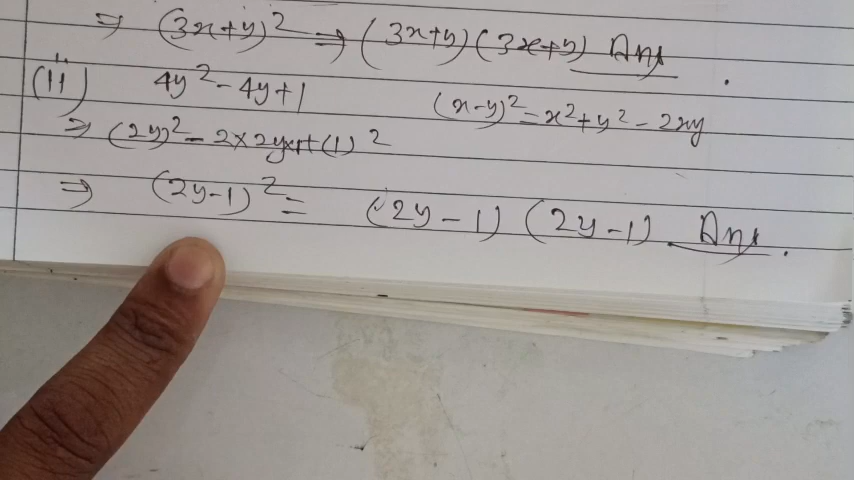 ⇒ (3x+y)² ⇒ (3x+y)(3x+y) Ans
(ii) 4y² - 4y+1 (x-y)² = x²+y² - 2xy
⇒ (2y)² - 2×2y×1+(1)²
⇒ (2y-1)² = (2y-1) (2y-1) Ans.